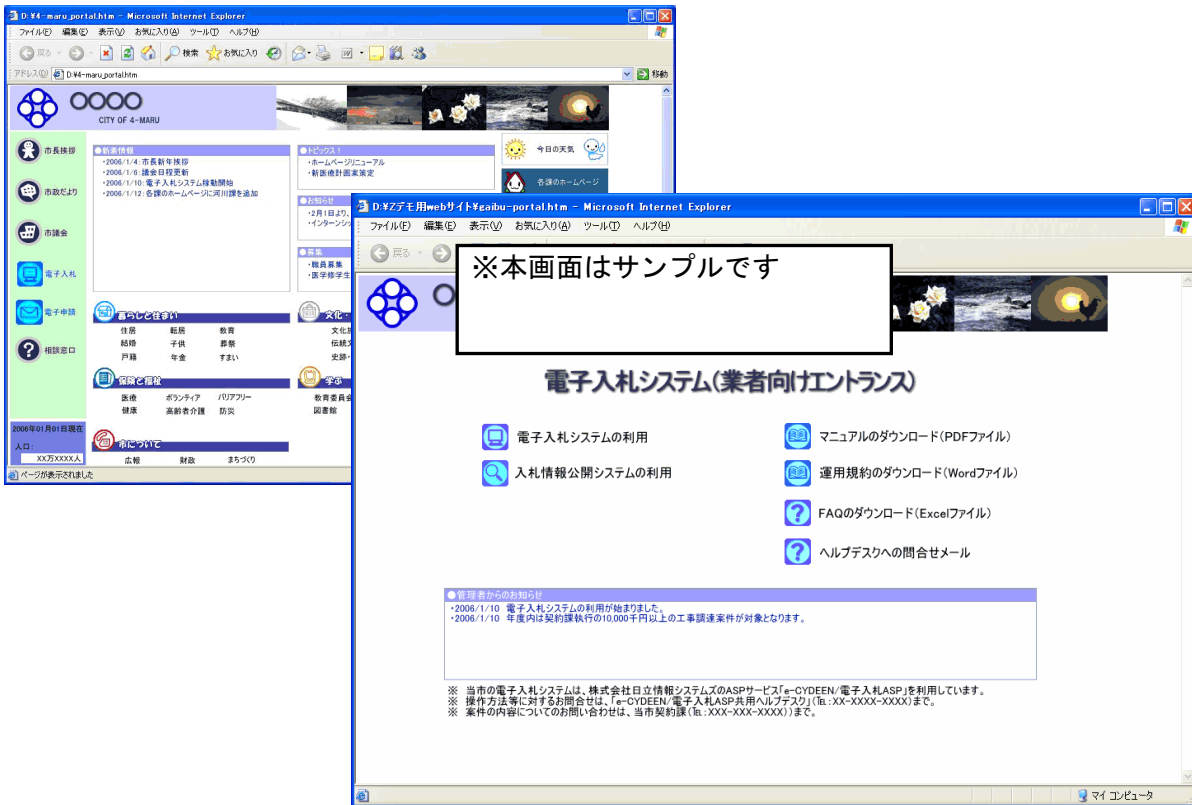 D:¥4-maru_portal.htm - Microsoft Internet Explorer
ファイル(F) 編集(E) 表示(V) お気に入り(A) ツール(T) ヘルプ(H)
戻る 検索 お気に入り
アドレス(D) D:¥4-maru_portal.htm 移動
○○○○
CITY OF 4-MARU
市長挨拶
市政だより
市議会
電子入札
電子申請
相談窓口
2006年01月01日現在
人口:
XX万XXXX人
●新着情報
・2006/1/4:市長新年挨拶
・2006/1/6:議会日程更新
・2006/1/10:電子入札システム稼動開始
・2006/1/12:各課のホームページに河川課を追加
●トピックス!
・ホームページリニューアル
・新医療計画案策定
●お知らせ
・2月1日より、
・インターンシッ
●募集
・職員募集
・医学修学生
今日の天気
各課のホームページ
暮らしと住まい
住居 転居 教育
結婚 子供 葬祭
戸籍 年金 すまい
文化・
伝統
史跡・
保険と福祉
医療 ボランティア バリアフリー
健康 高齢者介護 防災
学ぶ
教育委員会
図書館
市について
広報 財政 まちづくり
ページが表示されました
D:¥Zデモ用webサイト¥gaibu-portal.htm - Microsoft Internet Explorer
ファイル(F) 編集(E) 表示(V) お気に入り(A) ツール(T) ヘルプ(H)
戻る
※本画面はサンプルです
電子入札システム(業者向けエントランス)
電子入札システムの利用
入札情報公開システムの利用
マニュアルのダウンロード(PDFファイル)
運用規約のダウンロード(Wordファイル)
FAQのダウンロード(Excelファイル)
ヘルプデスクへの問合せメール
●管理者からのお知らせ
・2006/1/10 電子入札システムの利用が始まりました。
・2006/1/10 年度内は契約課執行の10,000千円以上の工事調達案件が対象となります。
※ 当市の電子入札システムは、株式会社日立情報システムズのASPサービス「e-CYDEEN/電子入札ASP」を利用しています。
※ 操作方法等に対するお問合せは、「e-CYDEEN/電子入札ASP共用ヘルプデスク」(℡:XX-XXXX-XXXX)まで。
※ 案件の内容についてのお問い合わせは、当市契約課(℡:XXX-XXX-XXXX))まで。
マイ コンピュータ